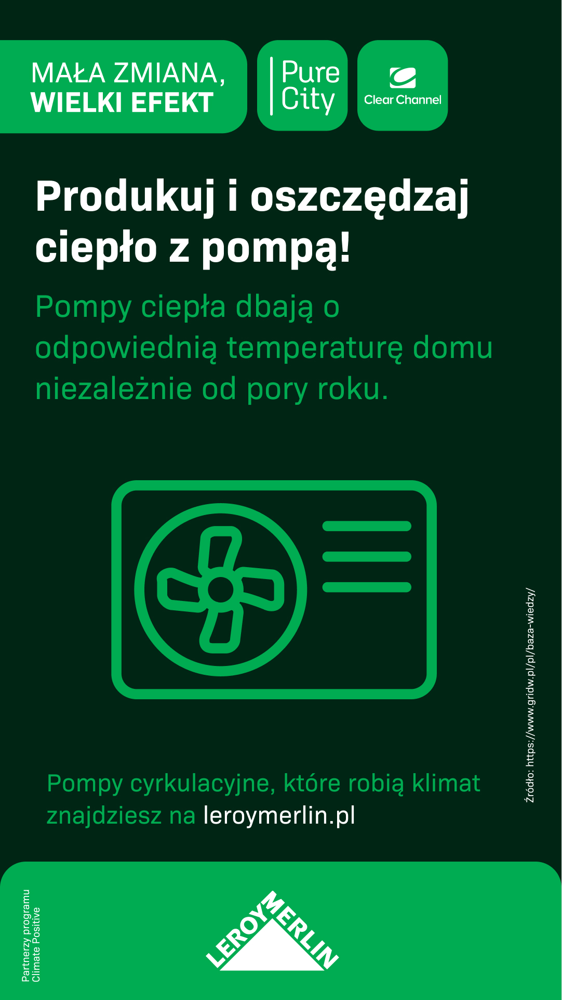 MAŁA ZMIANA,
WIELKI EFEKT
Pure
City
Clear Channel
Produkuj i oszczędzaj
ciepło z pompą!
Pompy ciepła dbają o
odpowiednią temperaturę domu
niezależnie od pory roku.
Źródło: https://www.gridw.pl/pl/baza-wiedzy/
Pompy cyrkulacyjne, które robią klimat
znajdziesz na leroymerlin.pl
Partnerzy programu
Climate Positive
LEROY MERLIN